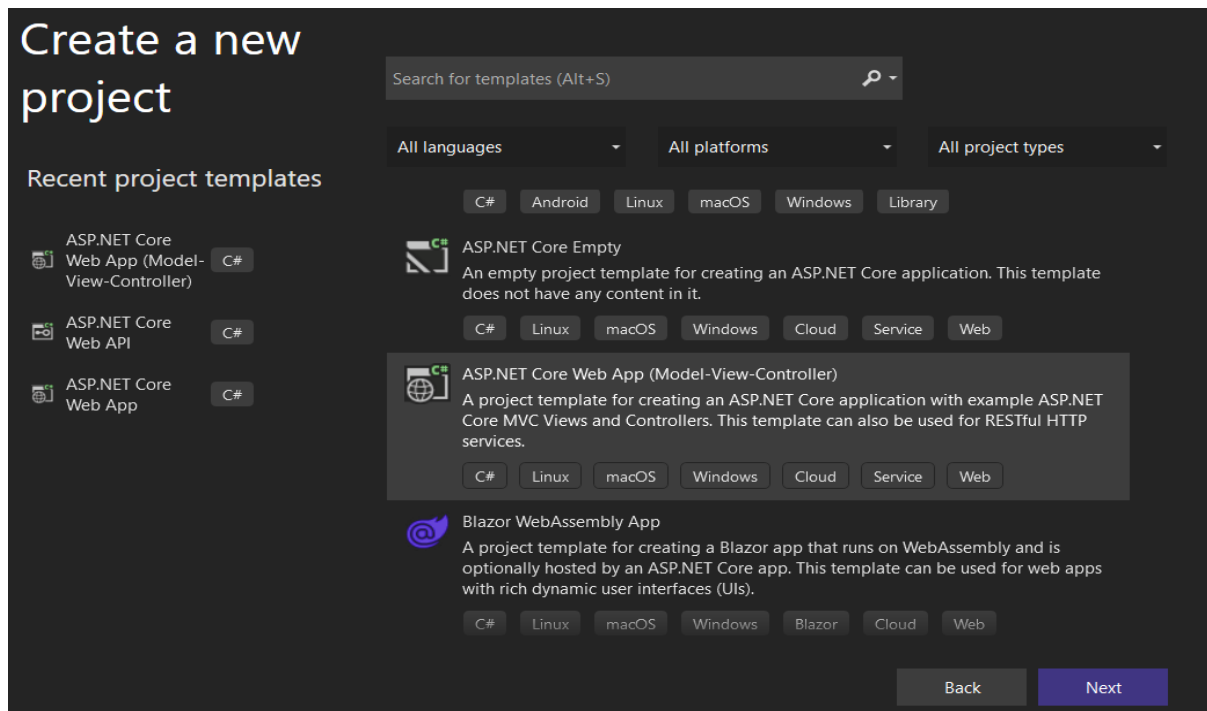 Create a new
project
Search for templates (Alt+S)
All languages
All platforms
All project types
Recent project templates
ASP.NET Core
Web App (Model-
View-Controller)
C#
ASP.NET Core
Web API
C#
ASP.NET Core
Web App
C#
C# Android Linux macOS Windows Library
ASP.NET Core Empty
An empty project template for creating an ASP.NET Core application. This template
does not have any content in it.
C# Linux macOS Windows Cloud Service Web
ASP.NET Core Web App (Model-View-Controller)
A project template for creating an ASP.NET Core application with example ASP.NET
Core MVC Views and Controllers. This template can also be used for RESTful HTTP
services.
C# Linux macOS Windows Cloud Service Web
Blazor WebAssembly App
A project template for creating a Blazor app that runs on WebAssembly and is
optionally hosted by an ASP.NET Core app. This template can be used for web apps
with rich dynamic user interfaces (UIs).
C# Linux macOS Windows Blazor Cloud Web
Back
Next